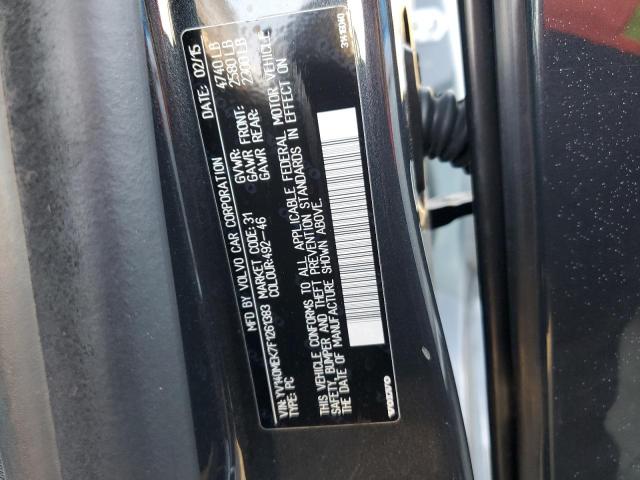 MFD BY VOLVO CAR CORPORATION DATE: 02/15
MARKET CODE: 31 GVWR: 4740 LB
COLOUR:492-46 GAWR FRONT: 2580 LB
GAWR REAR: LB
VIN: YV140MEK7F1261383
TYPE: PC
THIS VEHICLE CONFORMS TO ALL APPLICABLE FEDERAL MOTOR VEHICLE
SAFETY, BUMPER AND THEFT PREVENTION STANDARDS IN EFFECT ON
THE DATE OF MANUFACTURE SHOWN ABOVE.
VOLVO